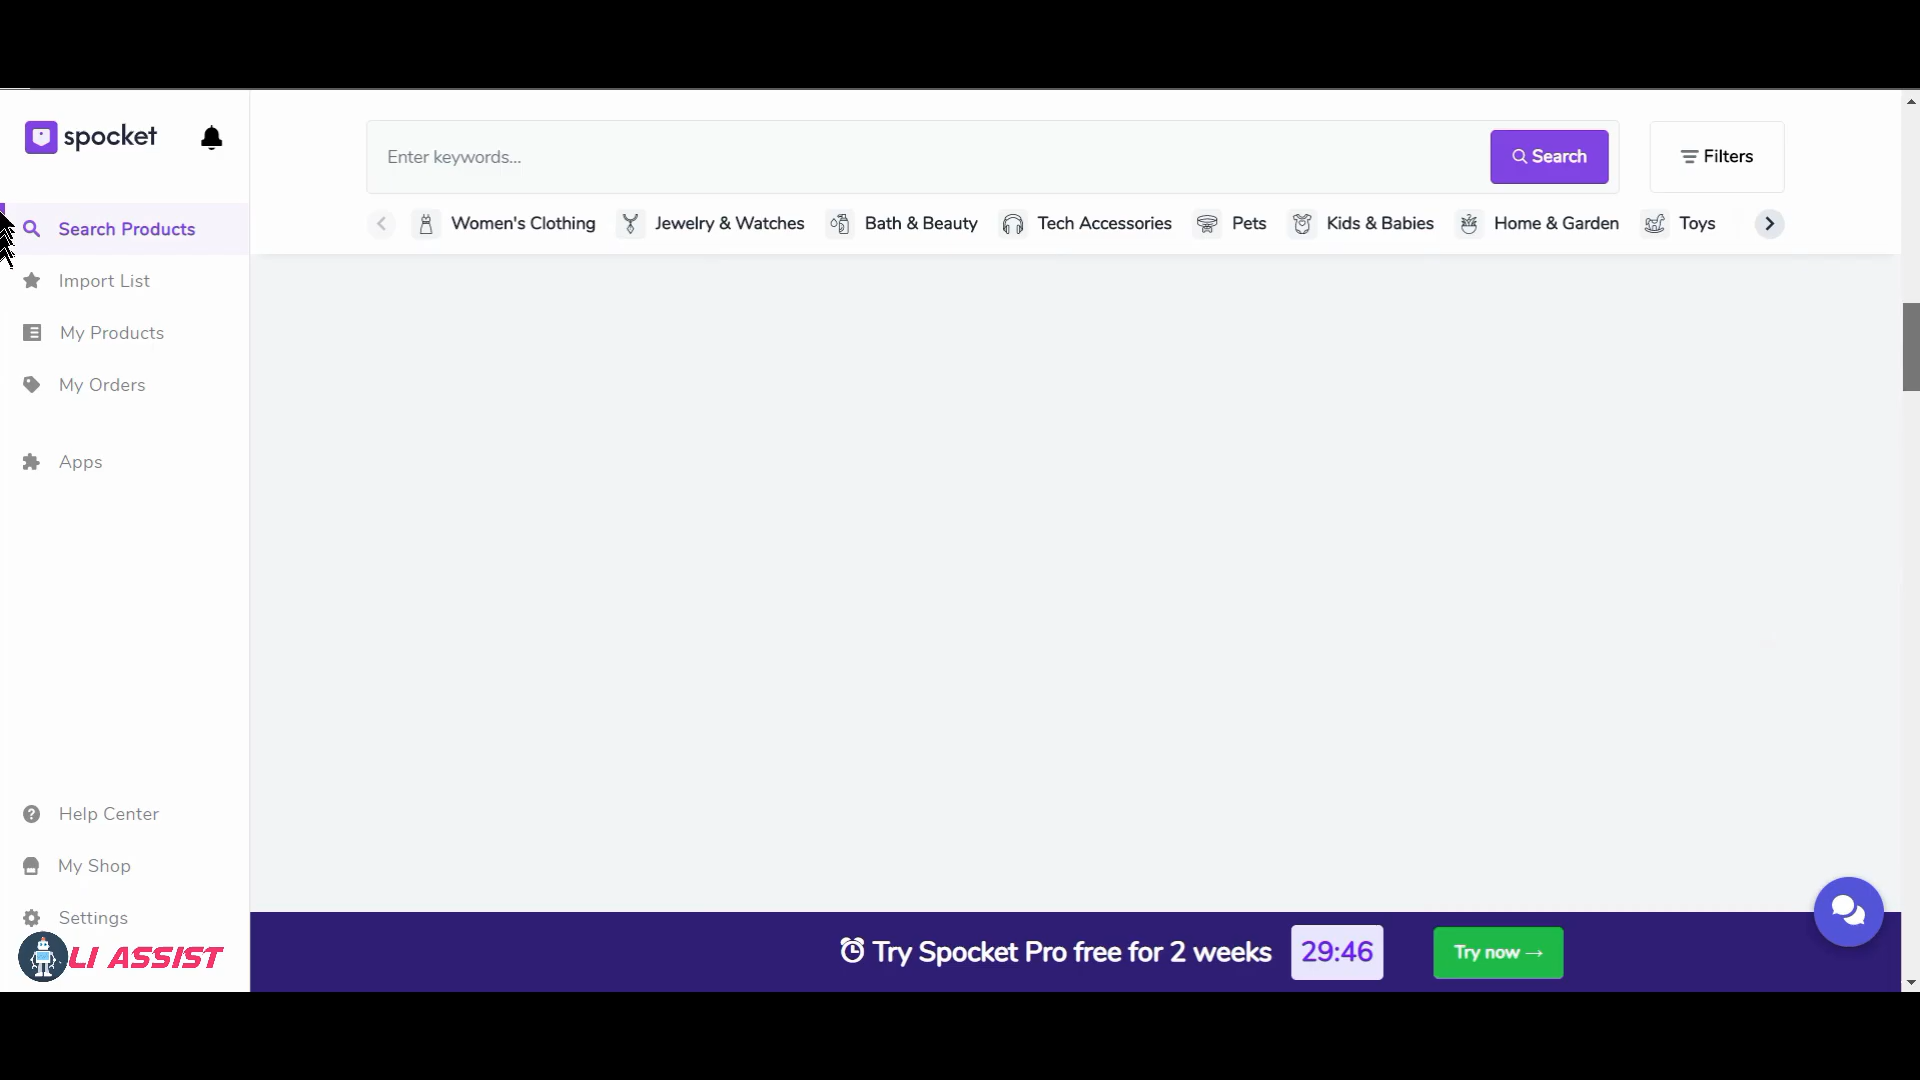 spocket
Enter keywords...
Search
Filters
Women's Clothing
Jewelry & Watches
Bath & Beauty
Tech Accessories
Pets
Kids & Babies
Home & Garden
Toys
Search Products
Import List
My Products
My Orders
Apps
Help Center
My Shop
Settings
LI ASSIST
Try Spocket Pro free for 2 weeks
29:46
Try now →